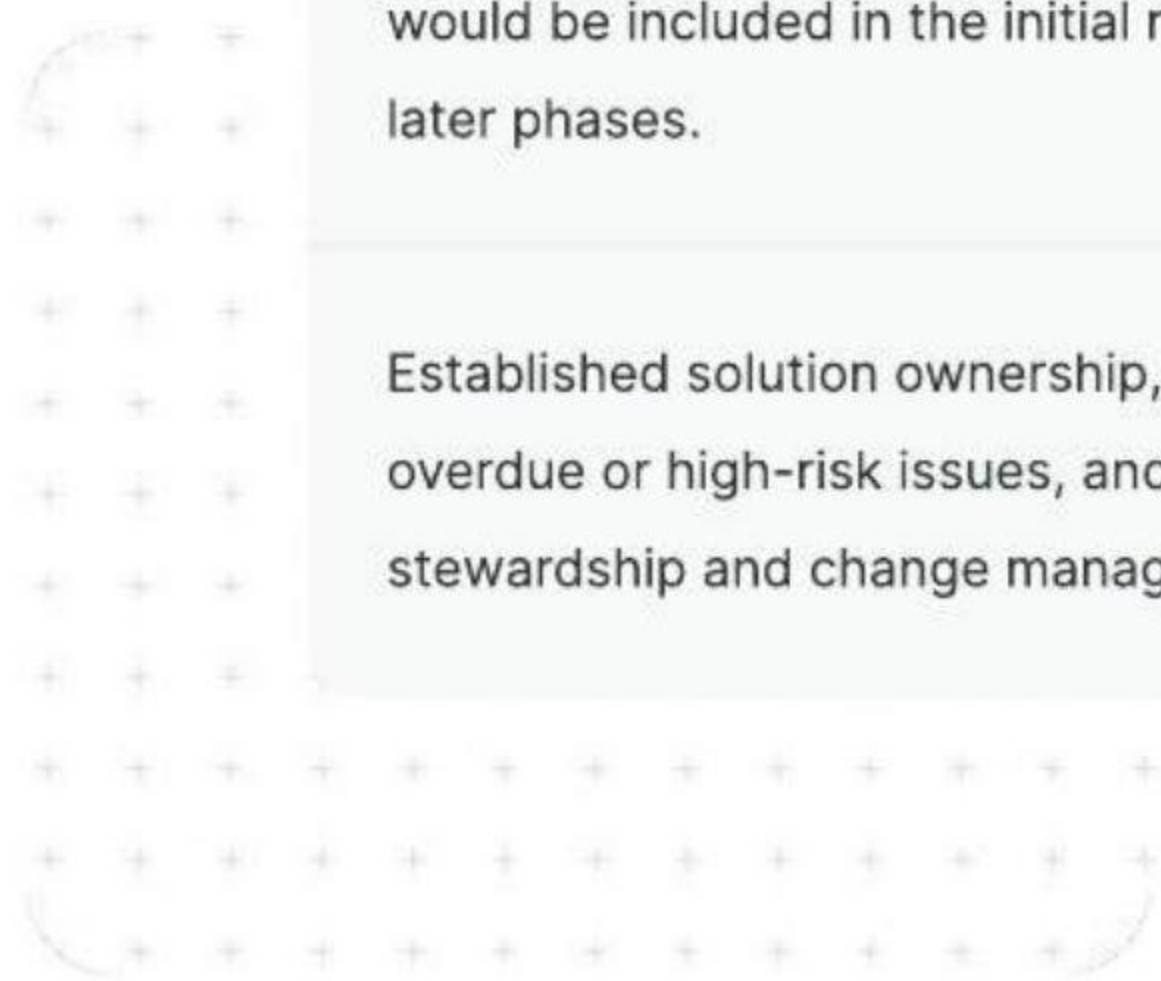 would be included in the initial
later phases.
Established solution ownership,
overdue or high-risk issues, and
stewardship and change manag